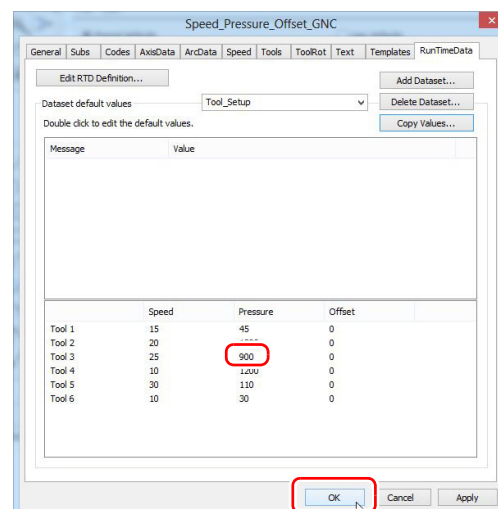 Speed_Pressure_Offset_GNC
General Subs Codes AxisData ArcData Speed Tools ToolRot Text Templates RunTimeData
Edit RTD Definition... Add Dataset...
Dataset default values Tool_Setup Delete Dataset...
Double click to edit the default values. Copy Values...
Message Value
Speed Pressure Offset
Tool 1 15 45 0
Tool 2 20 0
Tool 3 25 900 0
Tool 4 10 1200 0
Tool 5 30 110 0
Tool 6 10 30 0
OK Cancel Apply